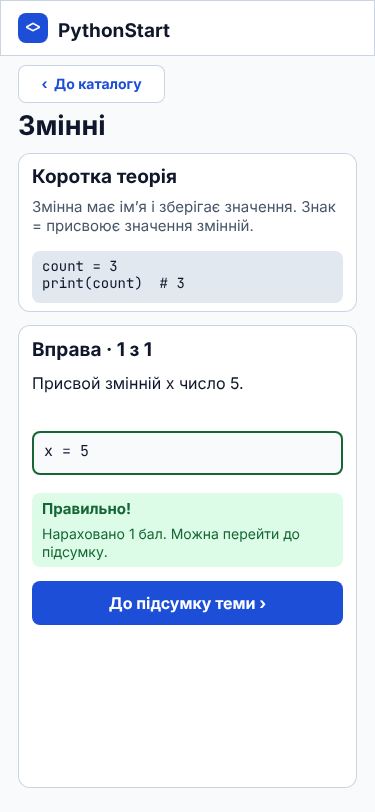 <> PythonStart
‹ До каталогу
Змінні
Коротка теорія
Змінна має ім’я і зберігає значення. Знак
= присвоює значення змінній.
count = 3
print(count)  # 3
Вправа · 1 з 1
Присвой змінній x число 5.
x = 5
Правильно!
Нараховано 1 бал. Можна перейти до
підсумку.
До підсумку теми ›